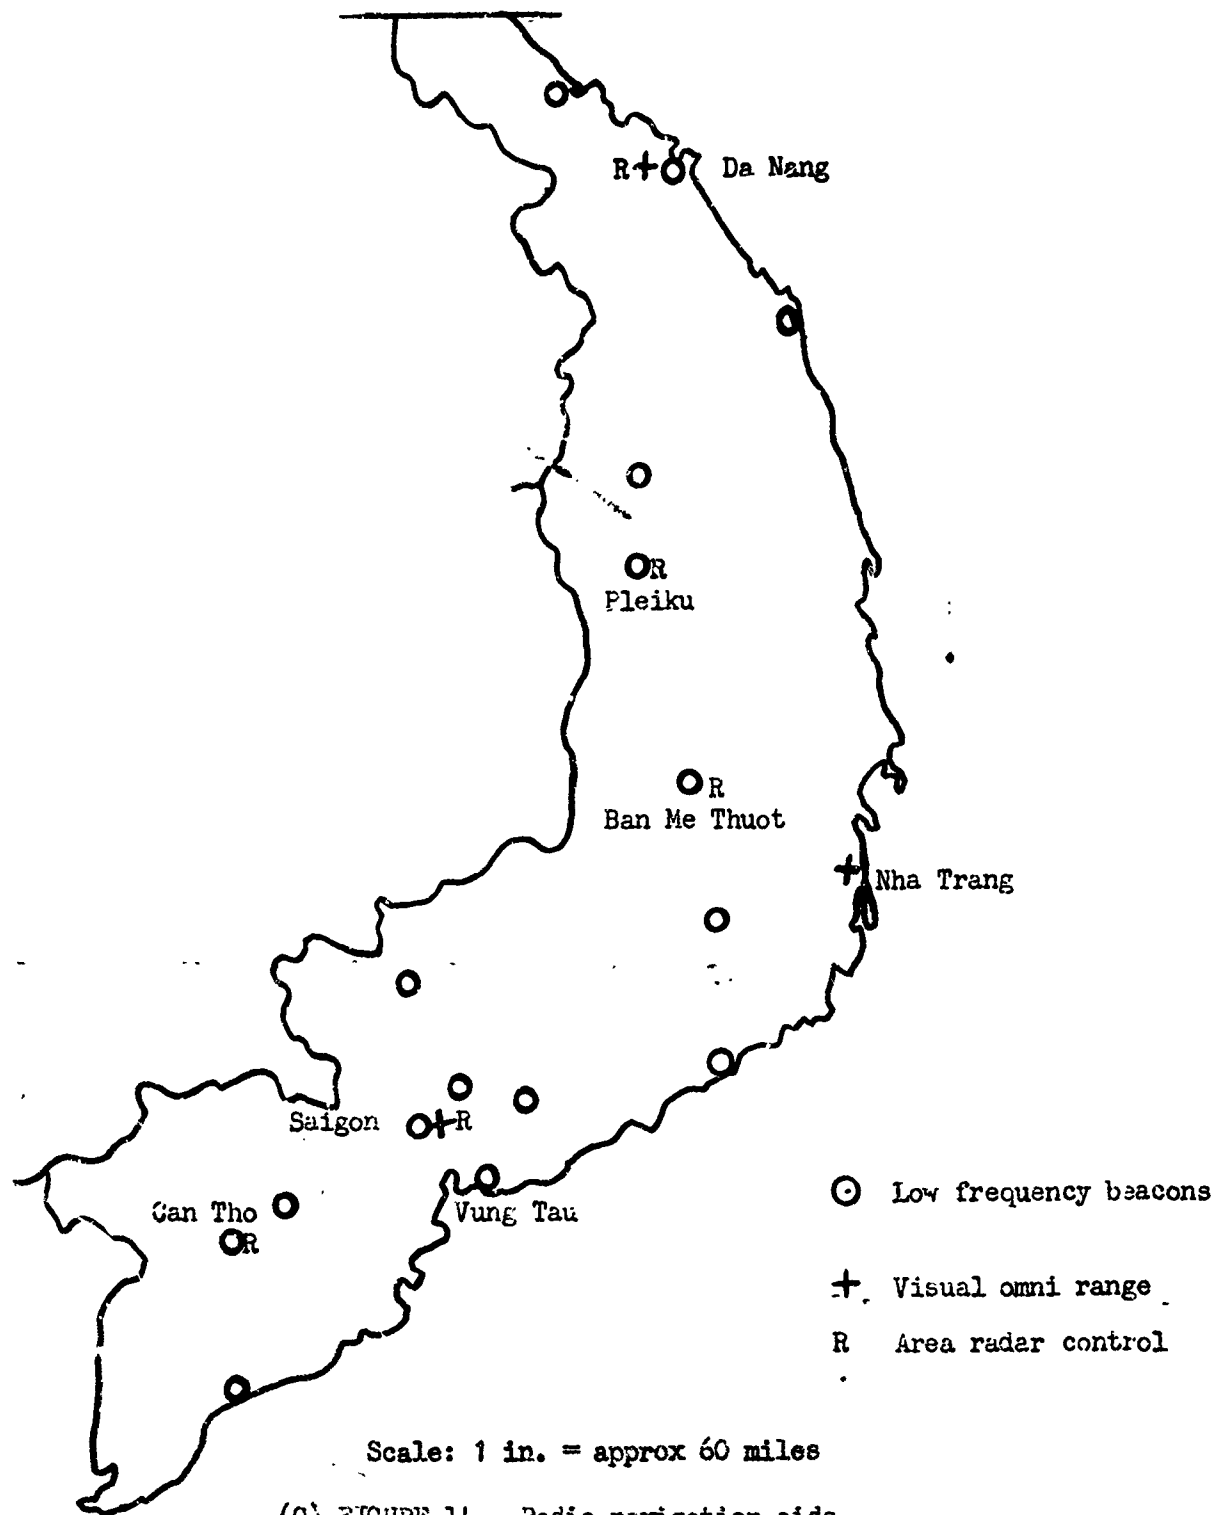 R + Da Nang
R
Pleiku
R
Ban Me Thuot
+ Nha Trang
Saigon + R
Can Tho
R
Vung Tau
Low frequency beacons
+ Visual omni range
R Area radar control
Scale: 1 in. = approx 60 miles
(C) FIGURE Radio navigation aids